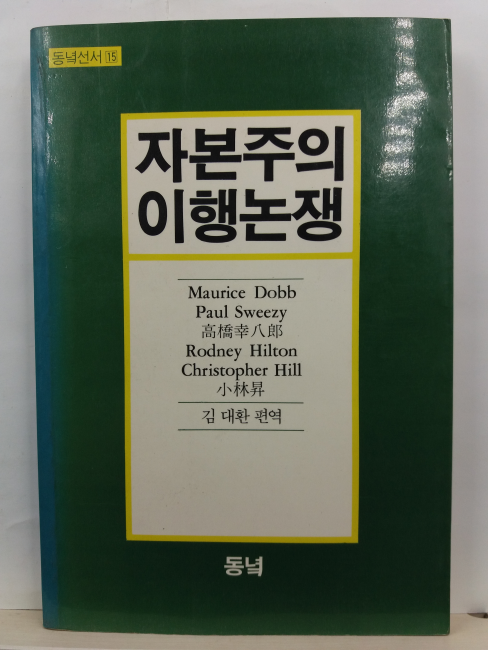 동녘선서 15
자본주의
이행논쟁
Maurice Dobb
Paul Sweezy
高橋幸八郎
Rodney Hilton
Christopher Hill
小林昇
김 대환 편역
동녘